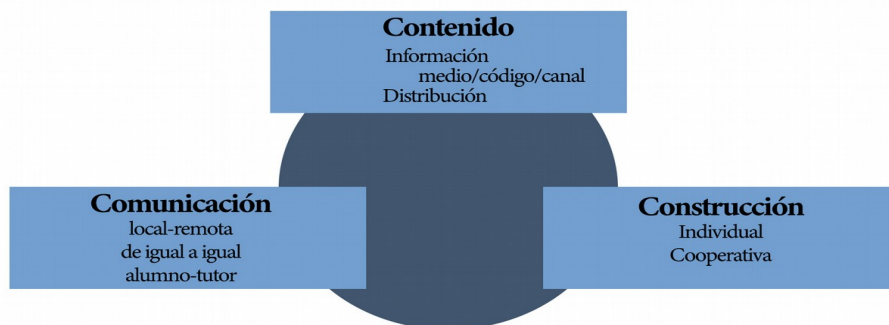 Contenido
Información
medio/código/canal
Distribución
Comunicación
local-remota
de igual a igual
alumno-tutor
Construcción
Individual
Cooperativa